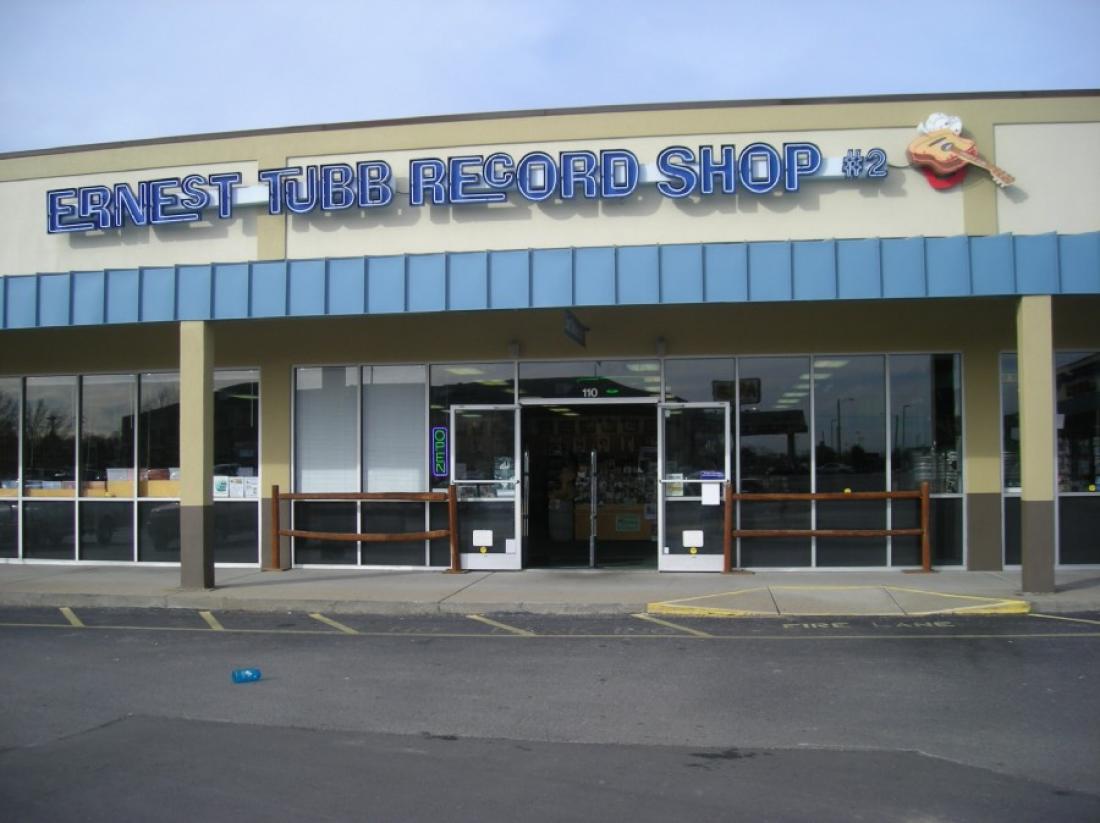 ERNEST TUBB RECORD SHOP #2
110
OPEN
FIRE LANE